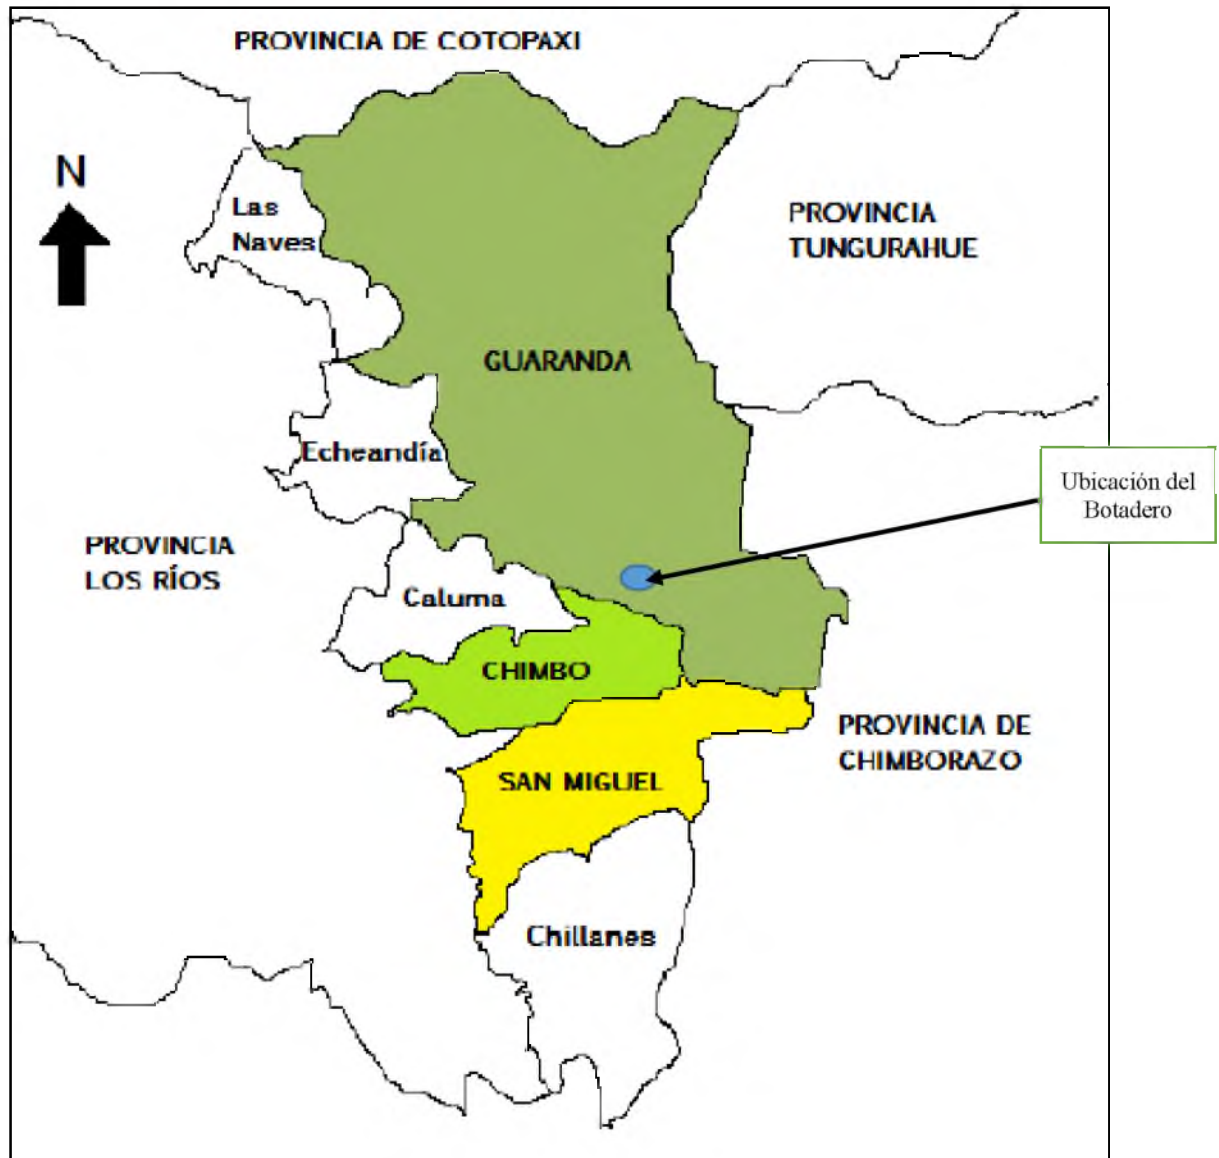 PROVINCIA DE COTOPAXI
N
Las
Naves
PROVINCIA
TUNGURAHUE
GUARANDA
Echeandía
Ubicación del
Botadero
PROVINCIA
LOS RÍOS
Caluma
CHIMBO
PROVINCIA DE
CHIMBORAZO
SAN MIGUEL
Chillanes